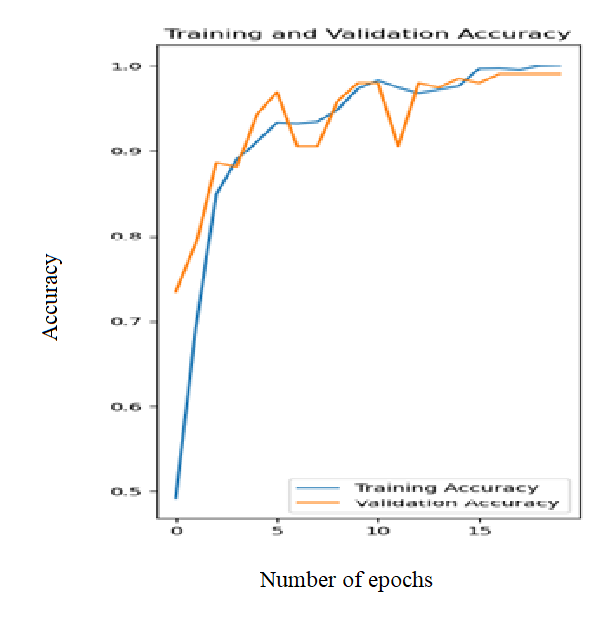 Training and Validation Accuracy
1.0
0.9
0.8
0.7
0.6
0.5
Accuracy
Training Accuracy
Validation Accuracy
0 5 10 15
Number of epochs